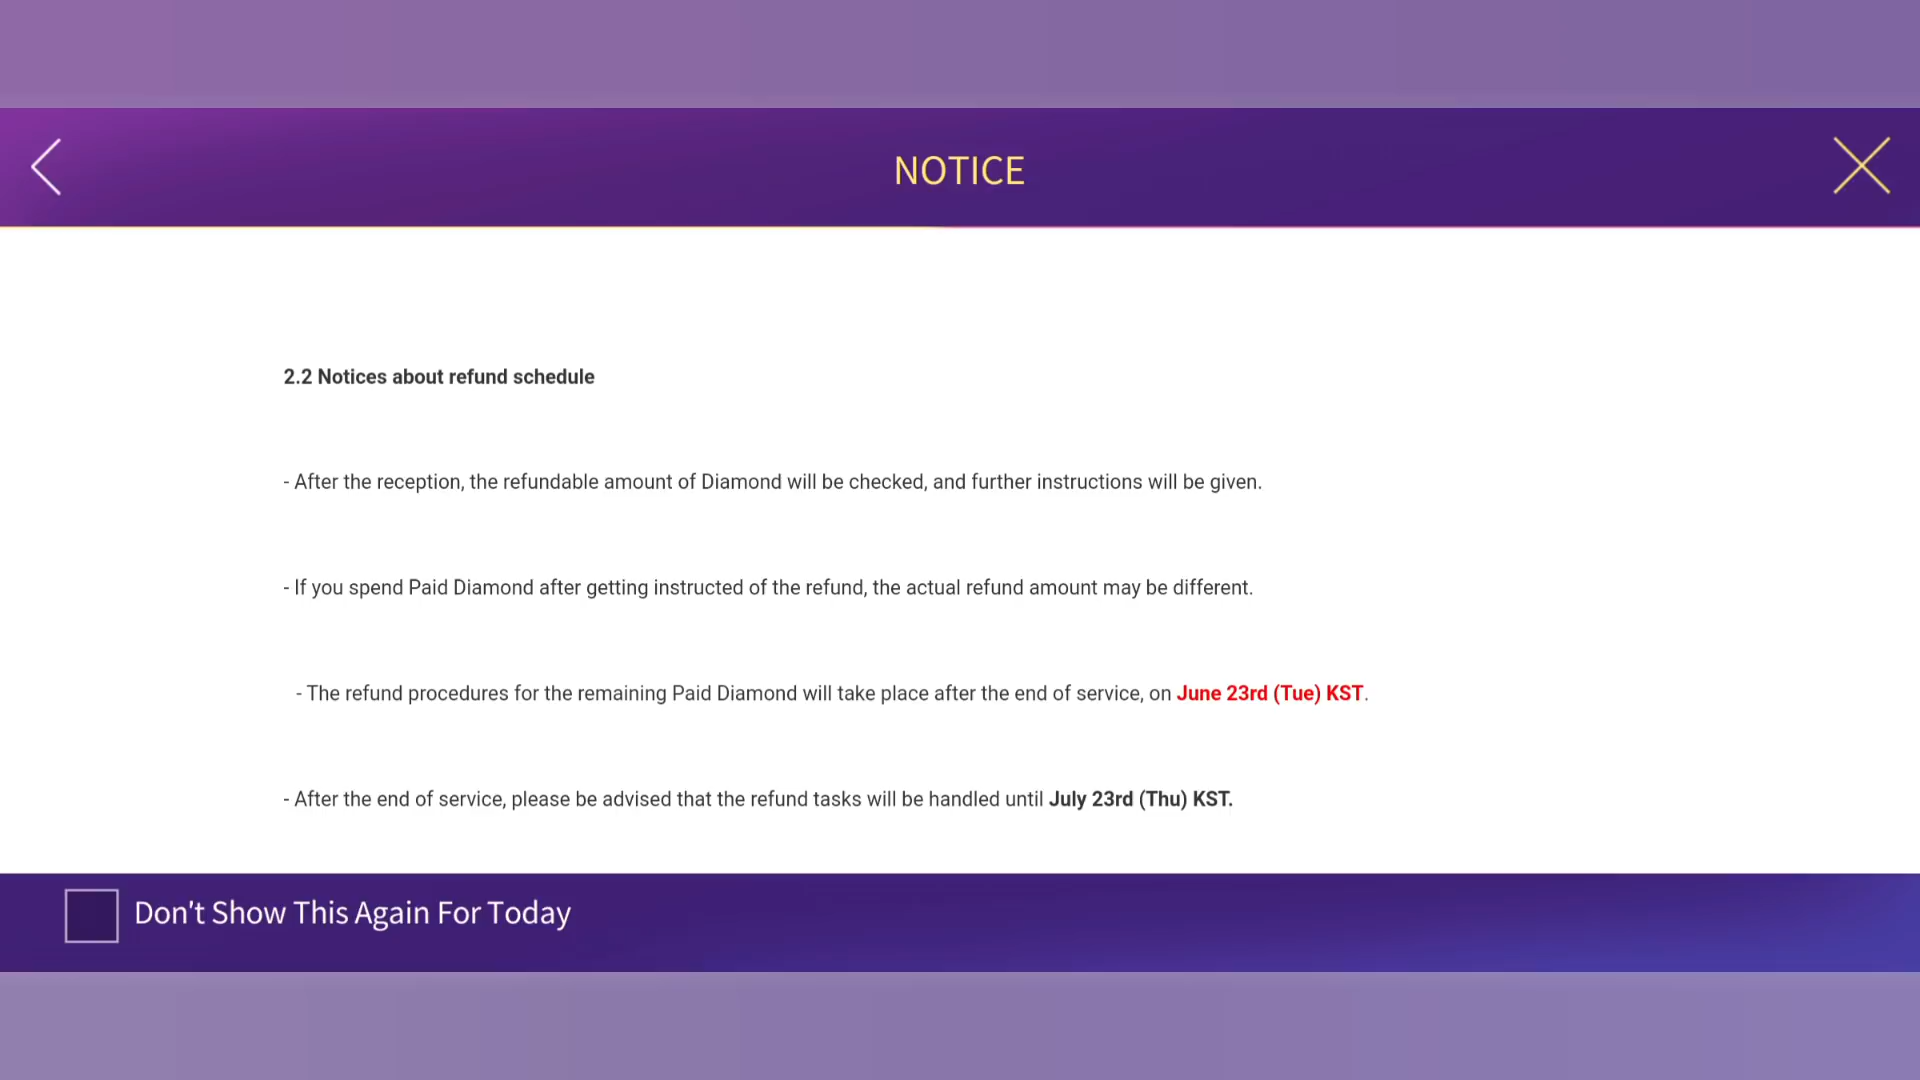 NOTICE
2.2 Notices about refund schedule
- After the reception, the refundable amount of Diamond will be checked, and further instructions will be given.
- If you spend Paid Diamond after getting instructed of the refund, the actual refund amount may be different.
- The refund procedures for the remaining Paid Diamond will take place after the end of service, on June 23rd (Tue) KST.
- After the end of service, please be advised that the refund tasks will be handled until July 23rd (Thu) KST.
Don't Show This Again For Today